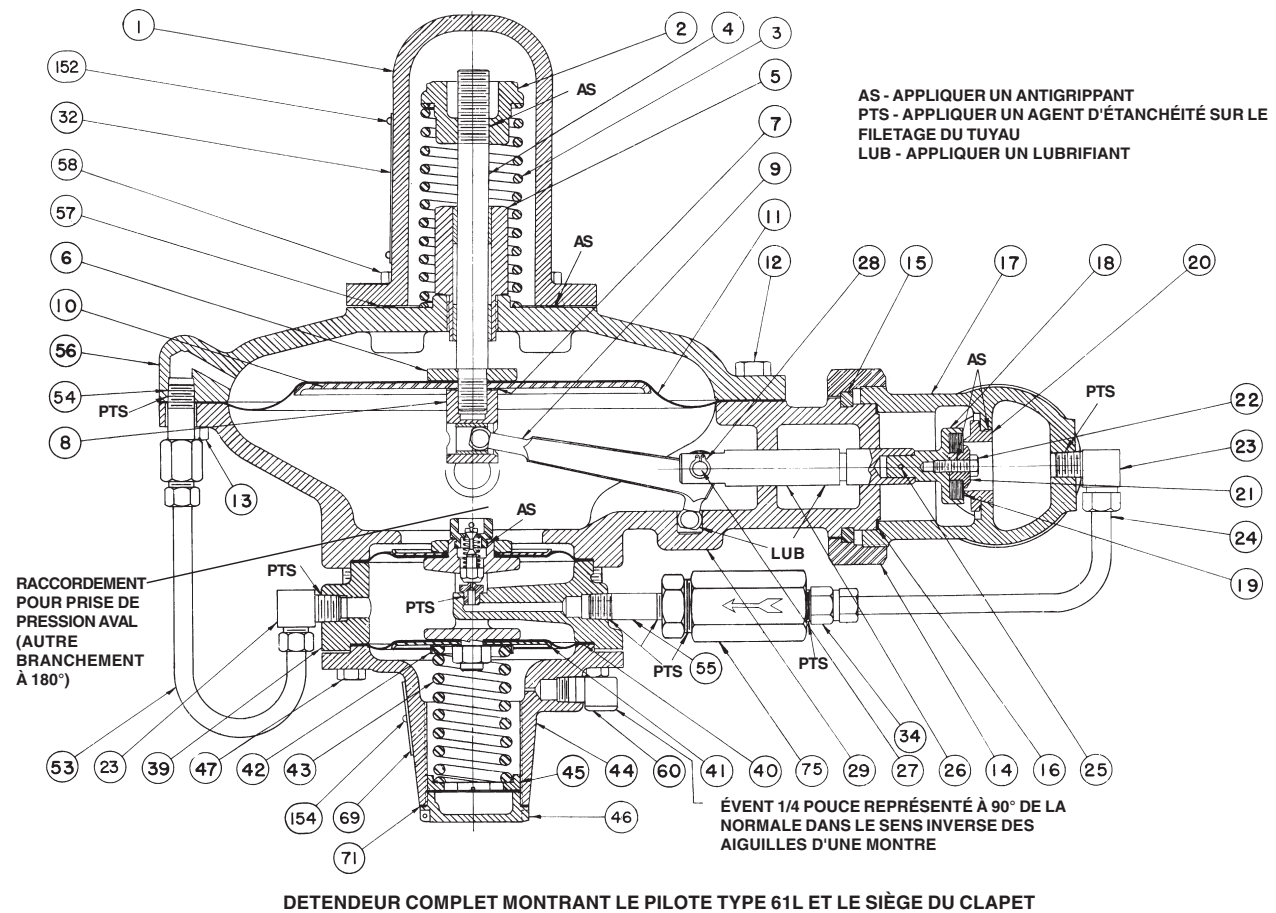 1
2
4
3
152
AS
5
32
7
58
9
57
11
AS
6
12
28
15
17
18
20
10
56
AS
PTS
22
54
PTS
23
8
13
21
AS
24
LUB
19
RACCORDEMENT
POUR PRISE DE
PRESSION AVAL
(AUTRE
BRANCHEMENT
À 180°)
PTS
PTS
PTS
55
PTS
34
53
23
39
47
42
43
45
44
60
41
40
75
29
27
26
14
16
25
154
69
46
71
AS - APPLIQUER UN ANTIGRIPPANT
PTS - APPLIQUER UN AGENT D'ÉTANCHÉITÉ SUR LE
FILETAGE DU TUYAU
LUB - APPLIQUER UN LUBRIFIANT
ÉVENT 1/4 POUCE REPRÉSENTÉ À 90° DE LA
NORMALE DANS LE SENS INVERSE DES
AIGUILLES D'UNE MONTRE
DETENDEUR COMPLET MONTRANT LE PILOTE TYPE 61L ET LE SIÈGE DU CLAPET